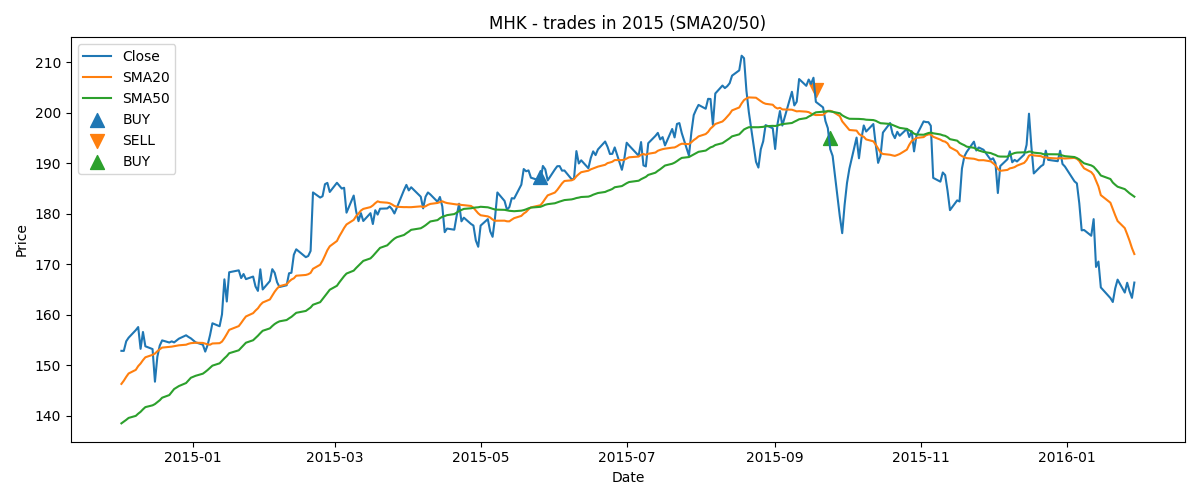 MHK - trades in 2015 (SMA20/50)
Close
SMA20
SMA50
BUY
SELL
BUY
Price
210
200
190
180
170
160
150
140
2015-01 2015-03 2015-05 2015-07 2015-09 2015-11 2016-01
Date